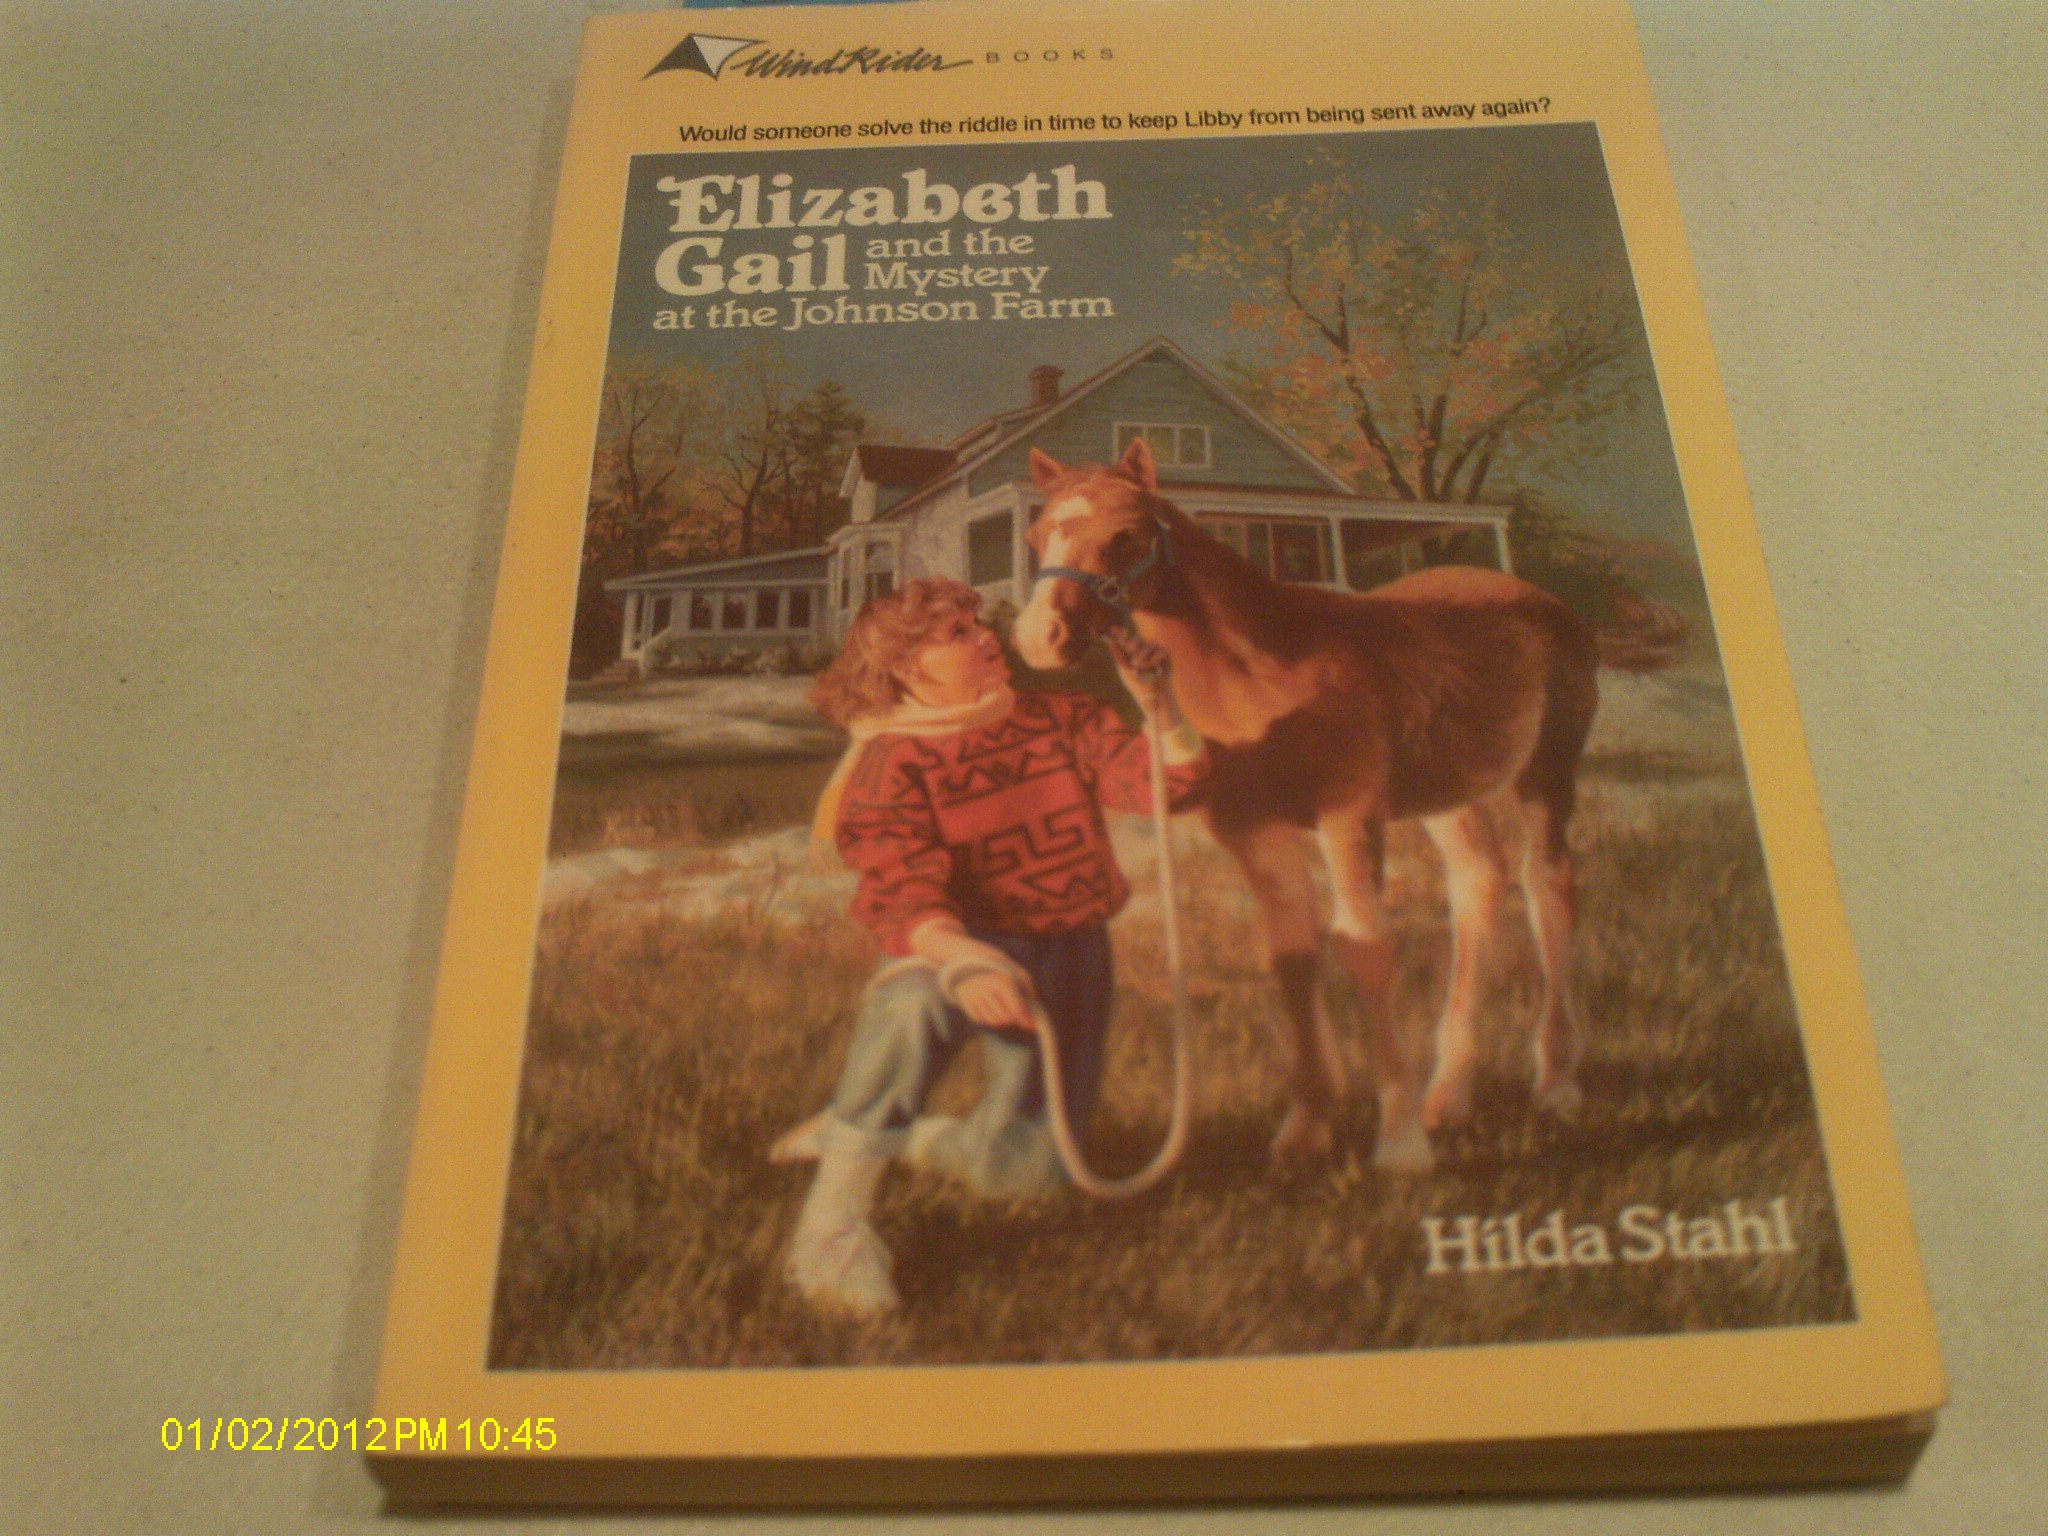 WindRider BOOKS
Would someone solve the riddle in time to keep Libby from being sent away again?
Elizabeth
Gail and the
Mystery
at the Johnson Farm
Hilda Stahl
01/02/2012 PM 10:45